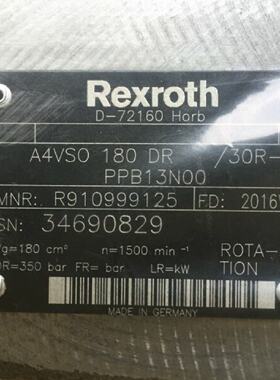 Rexroth
D-72160 Horb
A4VSO 180 DR /30R-
PPB13N00
MNR: R910999125 FD: 2016
SN: 34690829
g=180 cm³ n=1500 min⁻¹ ROTA-
R=350 bar FR= bar LR=kW TION
MADE IN GERMANY